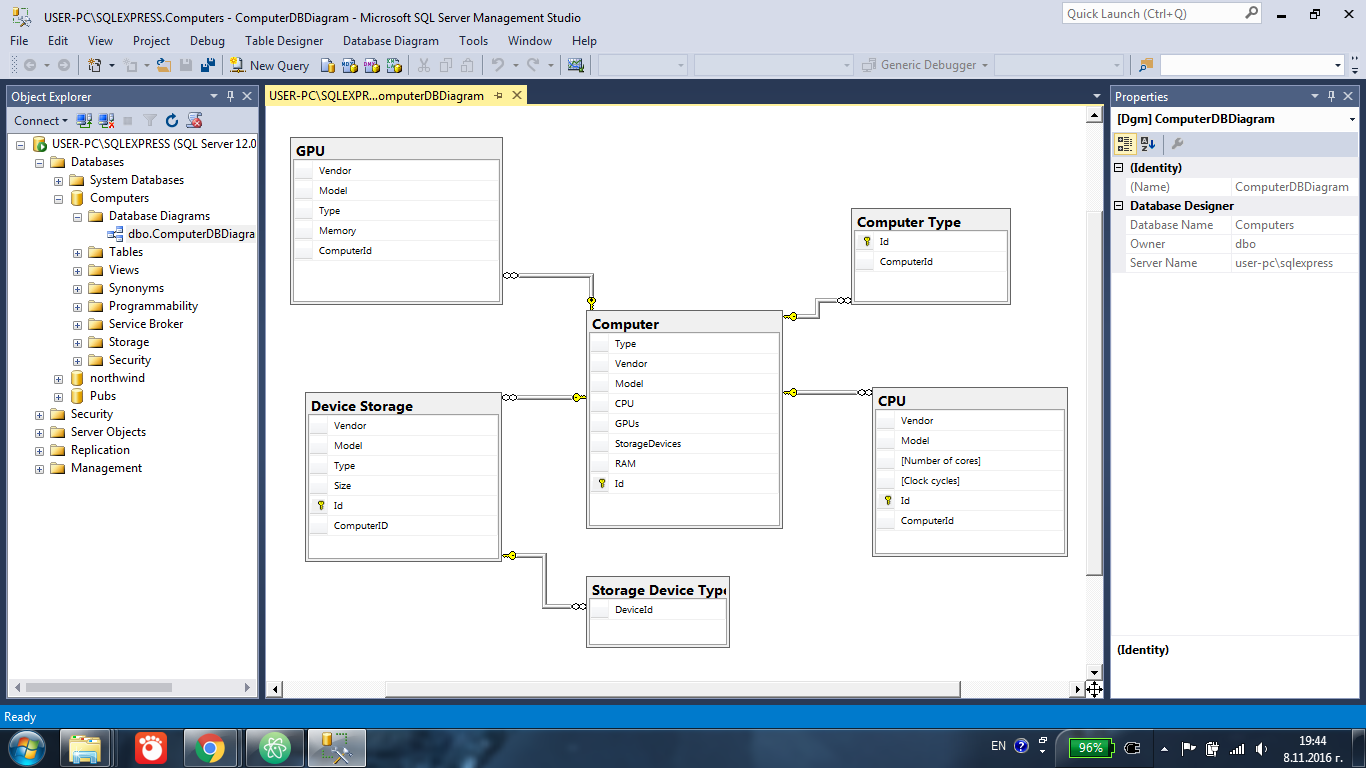 USER-PC\SQLEXPRESS.Computers - ComputerDBDiagram - Microsoft SQL Server Management Studio
Quick Launch (Ctrl+Q)
File Edit View Project Debug Table Designer Database Diagram Tools Window Help
New Query
Generic Debugger
Object Explorer
Connect
USER-PC\SQLEXPRESS (SQL Server 12.0
Databases
System Databases
Computers
Database Diagrams
dbo.ComputerDBDiagra
Tables
Views
Synonyms
Programmability
Service Broker
Storage
Security
northwind
Pubs
Security
Server Objects
Replication
Management
USER-PC\SQLEXPR...omputerDBDiagram
GPU
Vendor
Model
Type
Memory
ComputerId
Computer Type
Id
ComputerId
Computer
Type
Vendor
Model
CPU
GPUs
StorageDevices
RAM
Id
Device Storage
Vendor
Model
Type
Size
Id
ComputerID
CPU
Vendor
Model
[Number of cores]
[Clock cycles]
Id
ComputerId
Storage Device Type
DeviceId
Properties
[Dgm] ComputerDBDiagram
(Identity)
(Name) ComputerDBDiagram
Database Designer
Database Name Computers
Owner dbo
Server Name user-pc\sqlexpress
(Identity)
Ready
EN
96%
19:44
8.11.2016 г.